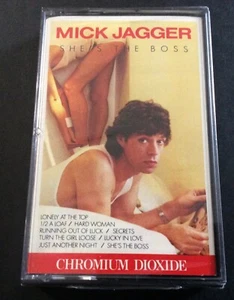 MICK JAGGER
SHE'S THE BOSS
LONELY AT THE TOP
1/2 A LOAF / HARD WOMAN
RUNNING OUT OF LUCK / SECRETS
TURN THE GIRL LOOSE / LUCKY IN LOVE
JUST ANOTHER NIGHT / SHE'S THE BOSS
CHROMIUM DIOXIDE